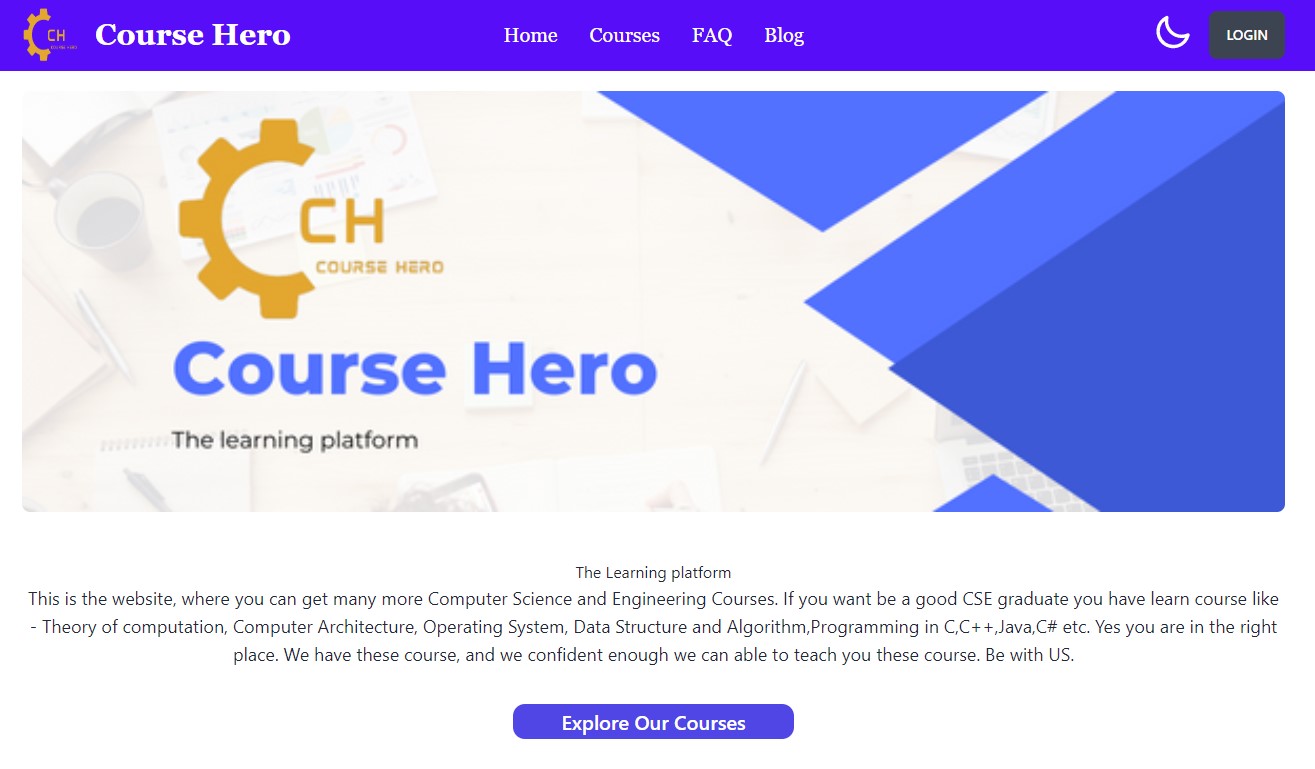 CH
COURSE HERO
Course Hero
Home
Courses
FAQ
Blog
LOGIN
CH
COURSE HERO
Course Hero
The learning platform
The Learning platform
This is the website, where you can get many more Computer Science and Engineering Courses. If you want be a good CSE graduate you have learn course like
- Theory of computation, Computer Architecture, Operating System, Data Structure and Algorithm,Programming in C,C++,Java,C# etc. Yes you are in the right
place. We have these course, and we confident enough we can able to teach you these course. Be with US.
Explore Our Courses